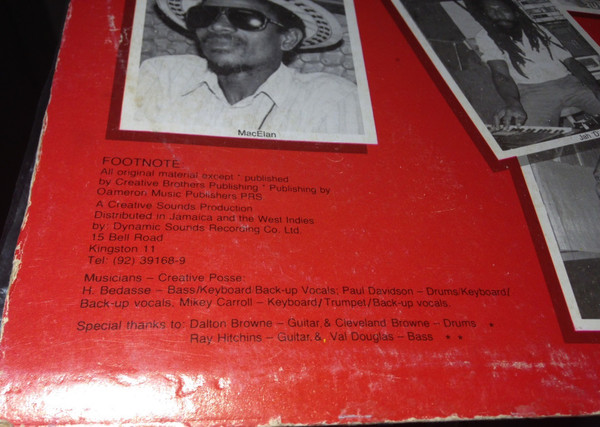 MacElan
Jah. D
FOOTNOTE:
All original material except * published
by Creative Brothers Publishing * Publishing by
Oameron, Music Publishers PRS
A Creative Sounds Production
Distributed in Jamaica and the West Indies
by: Dynamic Sounds Recording Co. Ltd.
15 Bell Road
Kingston 11
Tel: (92) 39168-9
Musicians – Creative Posse:
H. Bedasse – Bass/Keyboard Back-up Vocals; Paul Davidson – Drums/Keyboard/
Back-up vocals, Mikey Carroll – Keyboard/Trumpet/Back-up vocals
Special thanks to: Dalton Browne – Guitar, & Cleveland Browne – Drums *
Ray Hitchins – Guitar, &, Val Douglas – Bass * *